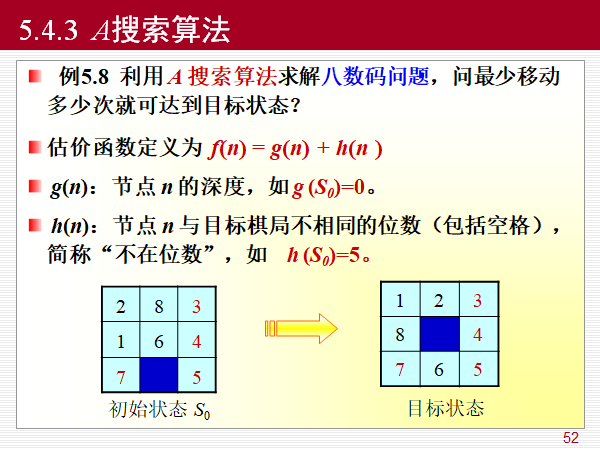 5.4.3 A搜索算法
例5.8 利用 A 搜索算法求解八数码问题，问最少移动
多少次就可达到目标状态？
估价函数定义为 f(n) = g(n) + h(n )
g(n)：节点 n 的深度，如 g (S0)=0。
h(n)：节点 n 与目标棋局不相同的位数（包括空格），
简称“不在位数”，如 h (S0)=5。
2 8 3
1 6 4
7 5
初始状态 S0
1 2 3
8 4
7 6 5
目标状态
52